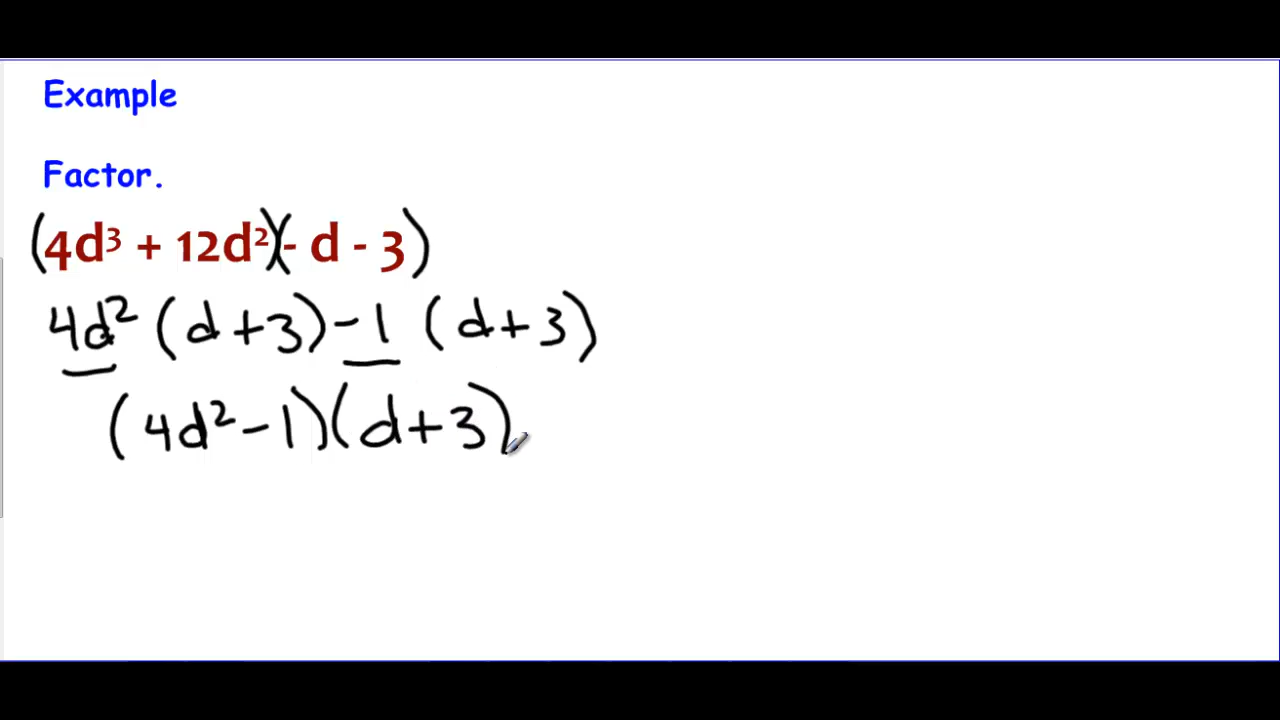 Example
Factor.
(4d³ + 12d²)(- d - 3)
4d² (d+3) -1 (d+3)
(4d² - 1)(d+3)